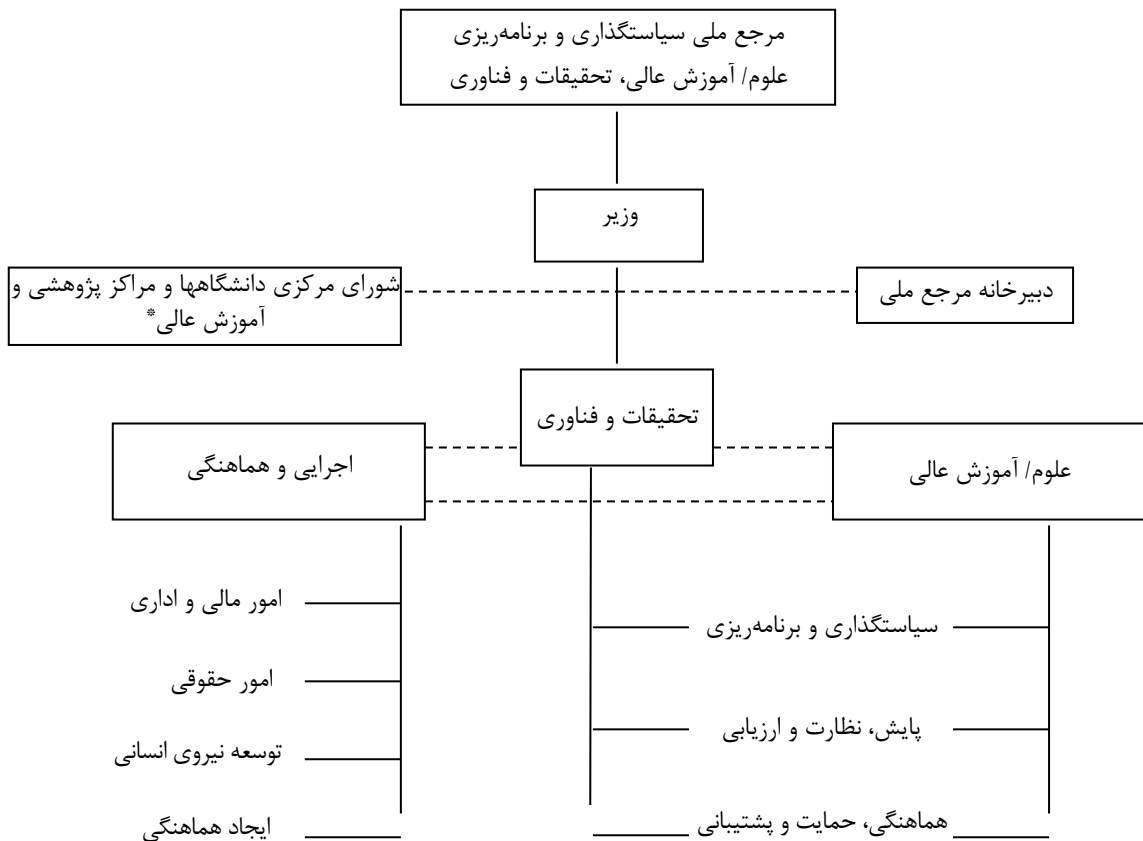 مرجع ملی سیاستگذاری و برنامه‌ریزی
علوم/ آموزش عالی، تحقیقات و فناوری
وزیر
دبیرخانه مرجع ملی
شورای مرکزی دانشگاهها و مراکز پژوهشی و
آموزش عالی*
تحقیقات و فناوری
علوم/ آموزش عالی
اجرایی و هماهنگی
سیاستگذاری و برنامه‌ریزی
پایش، نظارت و ارزیابی
هماهنگی، حمایت و پشتیبانی
امور مالی و اداری
امور حقوقی
توسعه نیروی انسانی
ایجاد هماهنگی